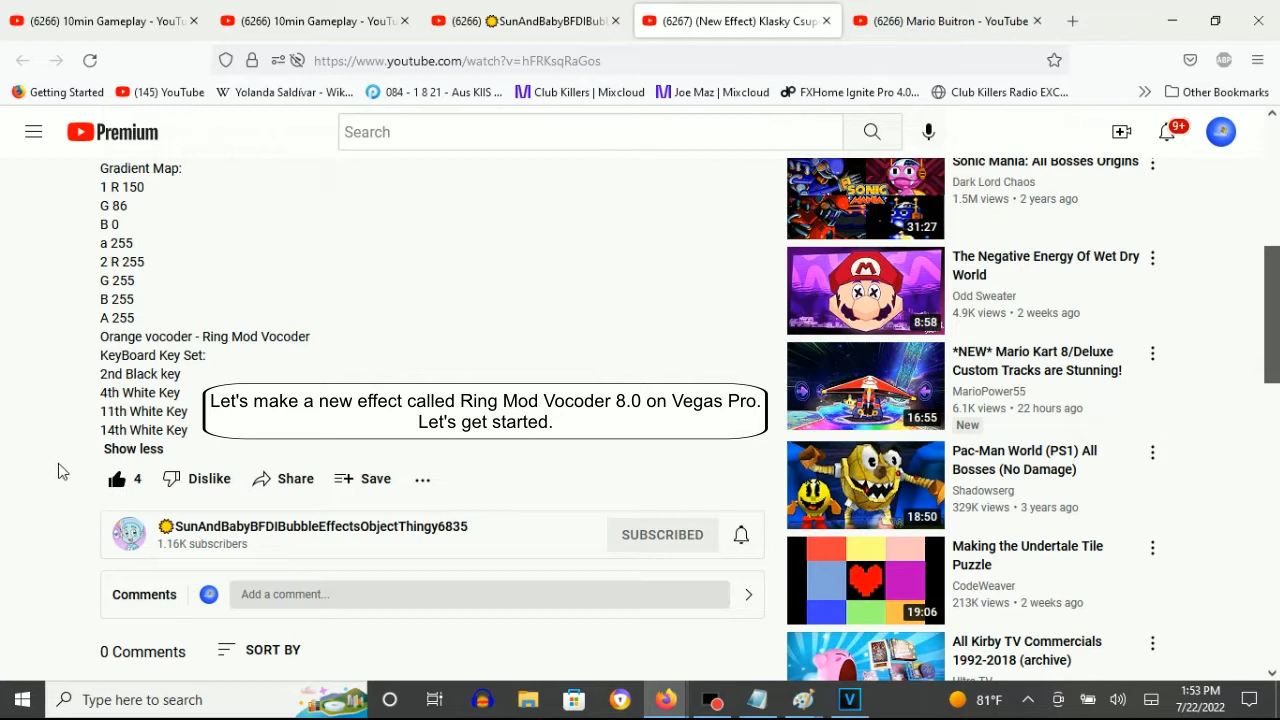 (6266) 10min Gameplay - YouTu
(6266) 10min Gameplay - YouTu
(6266) 🌞SunAndBabyBFDIBubl
(6267) (New Effect) Klasky Csup
(6266) Mario Buitron - YouTube
https://www.youtube.com/watch?v=hFRKsqRaGos
ABP
Getting Started
(145) YouTube
Yolanda Saldívar - Wik...
084 - 1 8 21 - Aus KIIS ...
Club Killers | Mixcloud
Joe Maz | Mixcloud
FXHome Ignite Pro 4.0...
Club Killers Radio EXC...
Other Bookmarks
Premium
Search
9+
Gradient Map:
1 R 150
G 86
B 0
a 255
2 R 255
G 255
B 255
A 255
Orange vocoder - Ring Mod Vocoder
KeyBoard Key Set:
2nd Black key
4th White Key
11th White Key
14th White Key
Let's make a new effect called Ring Mod Vocoder 8.0 on Vegas Pro.
Let's get started.
Show less
4
Dislike
Share
Save
🌞SunAndBabyBFDIBubbleEffectsObjectThingy6835
1.16K subscribers
SUBSCRIBED
Comments
Add a comment...
0 Comments
SORT BY
Sonic Mania: All Bosses Origins
Dark Lord Chaos
1.5M views • 2 years ago
SONIC
MANIA
31:27
The Negative Energy Of Wet Dry
World
Odd Sweater
4.9K views • 2 weeks ago
8:58
*NEW* Mario Kart 8/Deluxe
Custom Tracks are Stunning!
MarioPower55
6.1K views • 22 hours ago
New
16:55
Pac-Man World (PS1) All
Bosses (No Damage)
Shadowserg
329K views • 3 years ago
18:50
Making the Undertale Tile
Puzzle
CodeWeaver
213K views • 2 weeks ago
19:06
All Kirby TV Commercials
1992-2018 (archive)
Type here to search
81°F
1:53 PM
7/22/2022